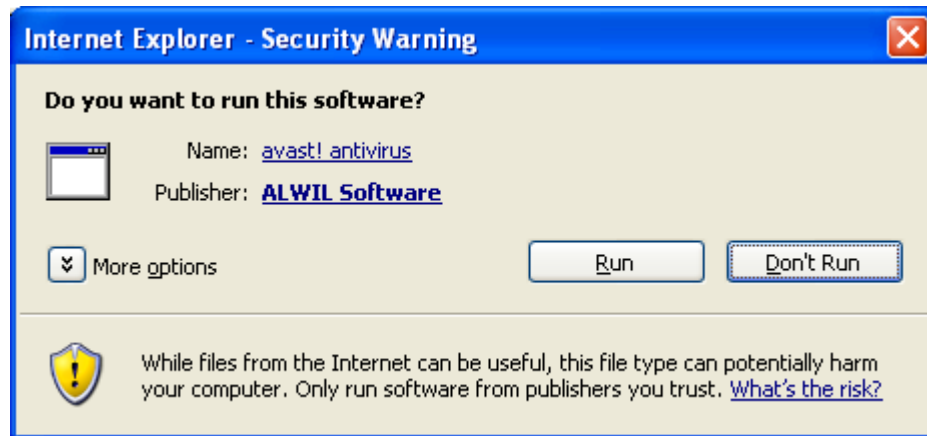 Internet Explorer - Security Warning
Do you want to run this software?
Name: avast! antivirus
Publisher: ALWIL Software
More options
Run
Don't Run
While files from the Internet can be useful, this file type can potentially harm
your computer. Only run software from publishers you trust. What's the risk?